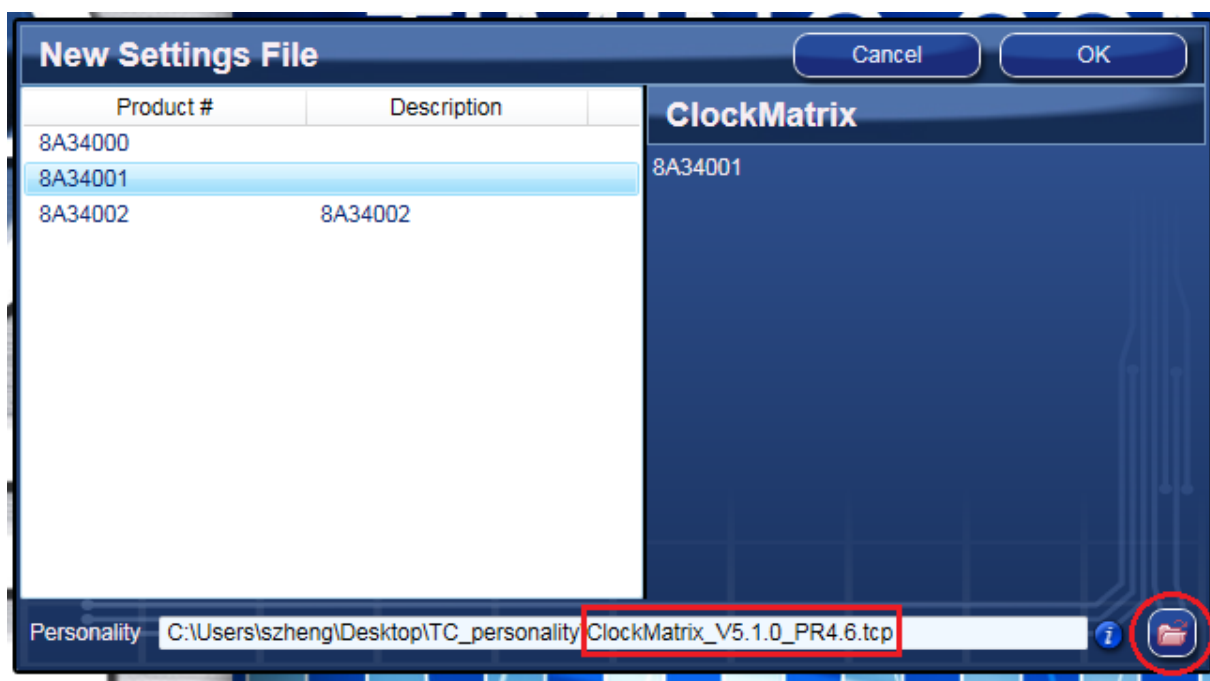 New Settings File
Cancel
OK
Product #
Description
8A34000
8A34001
8A34002
8A34002
ClockMatrix
8A34001
Personality
C:\Users\szheng\Desktop\TC_personality\ClockMatrix_V5.1.0_PR4.6.tcp
i